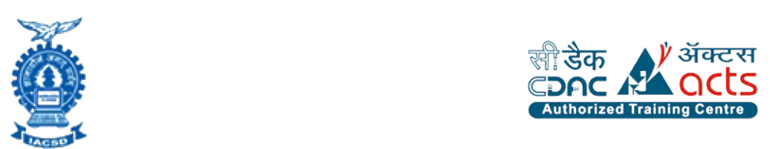 IACSD
सी डैक
CDAC
ॲक्टस
acts
Authorized Training Centre